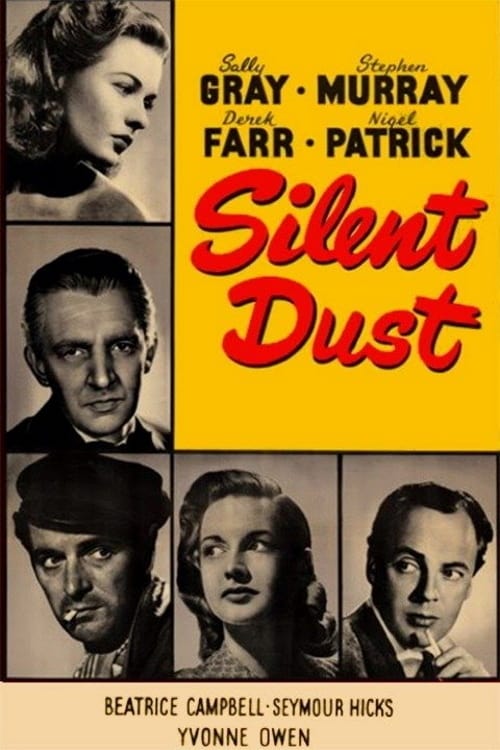 Sally Stephen
GRAY · MURRAY
Derek Nigel
FARR · PATRICK
Silent
Dust
BEATRICE CAMPBELL · SEYMOUR HICKS
YVONNE OWEN